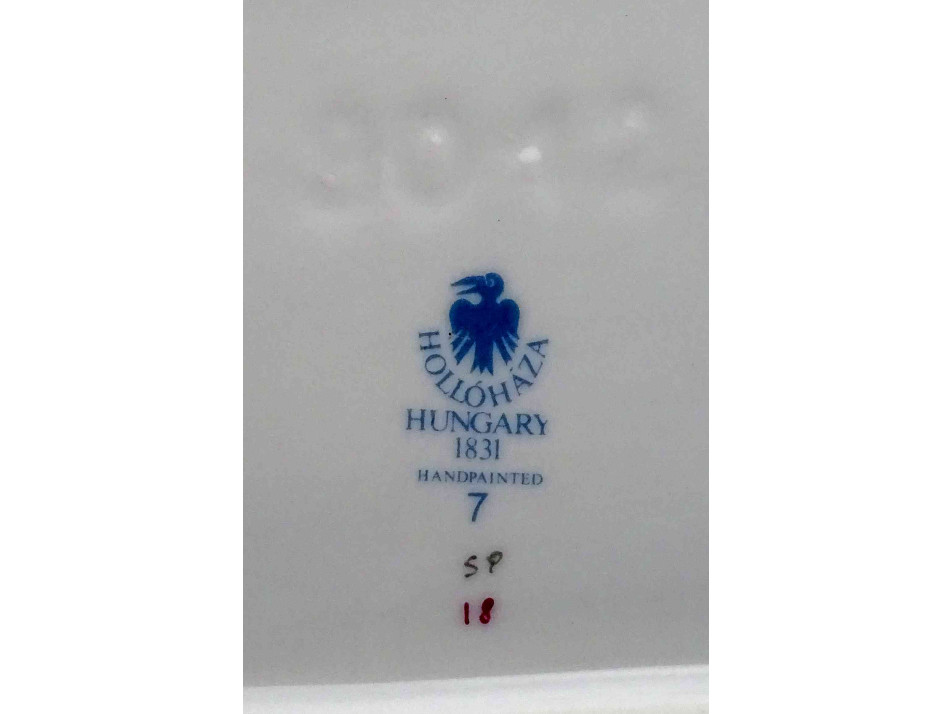 HOLLÓHÁZA
HUNGARY
1831
HANDPAINTED
7
SP
18